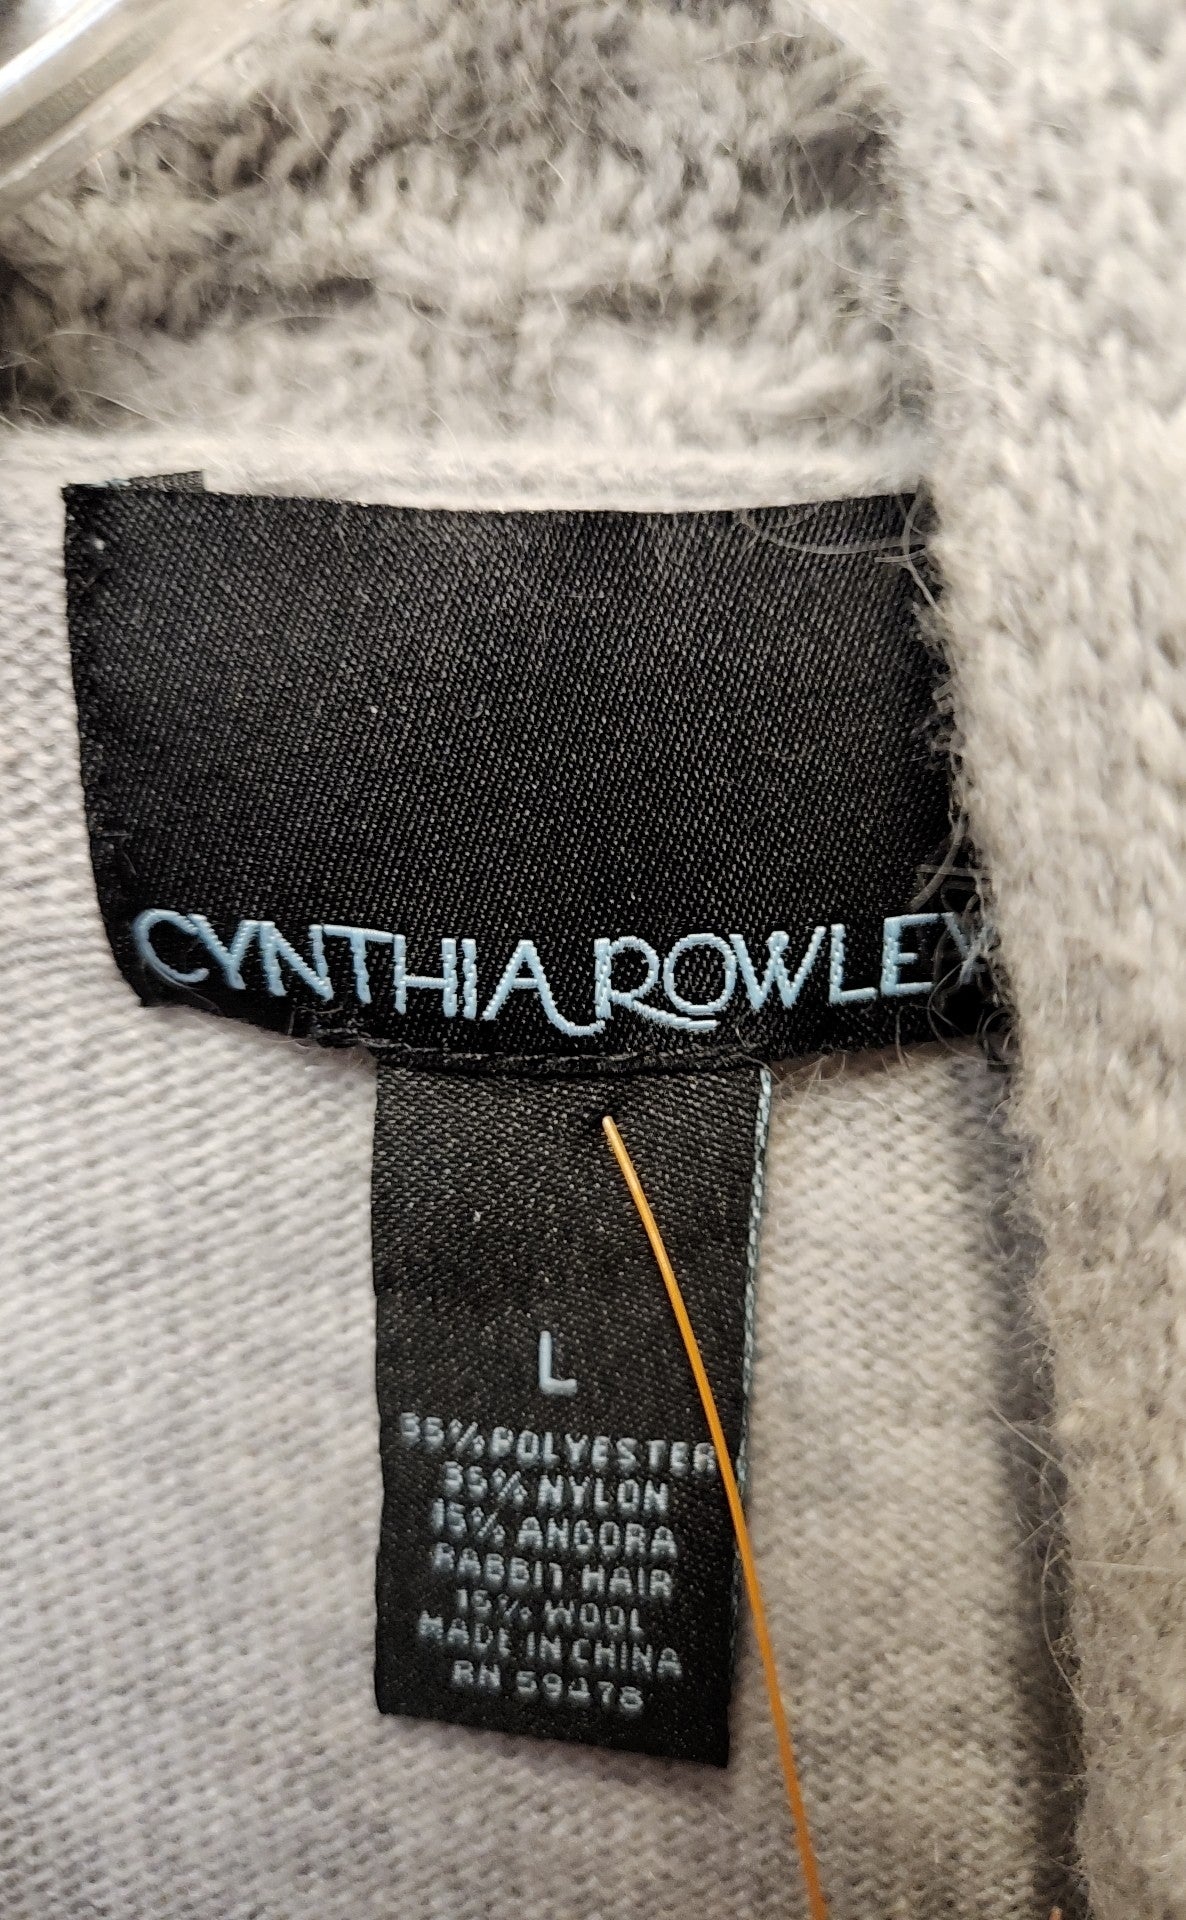 CYNTHIA ROWLEY
L
35% POLYESTER
35% NYLON
15% ANGORA
RABBIT HAIR
15% WOOL
MADE IN CHINA
RN 59478